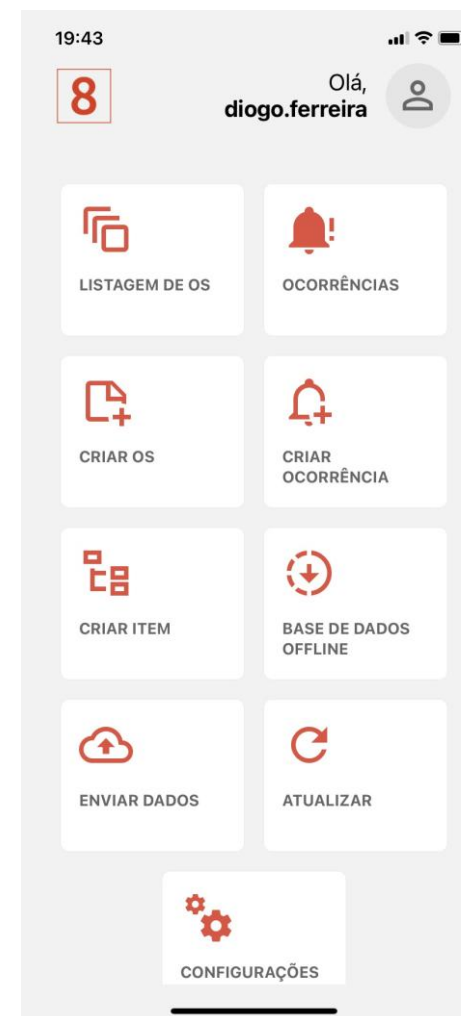 19:43
8
Olá,
diogo.ferreira
LISTAGEM DE OS
OCORRÊNCIAS
CRIAR OS
CRIAR
OCORRÊNCIA
CRIAR ITEM
BASE DE DADOS
OFFLINE
ENVIAR DADOS
ATUALIZAR
CONFIGURAÇÕES